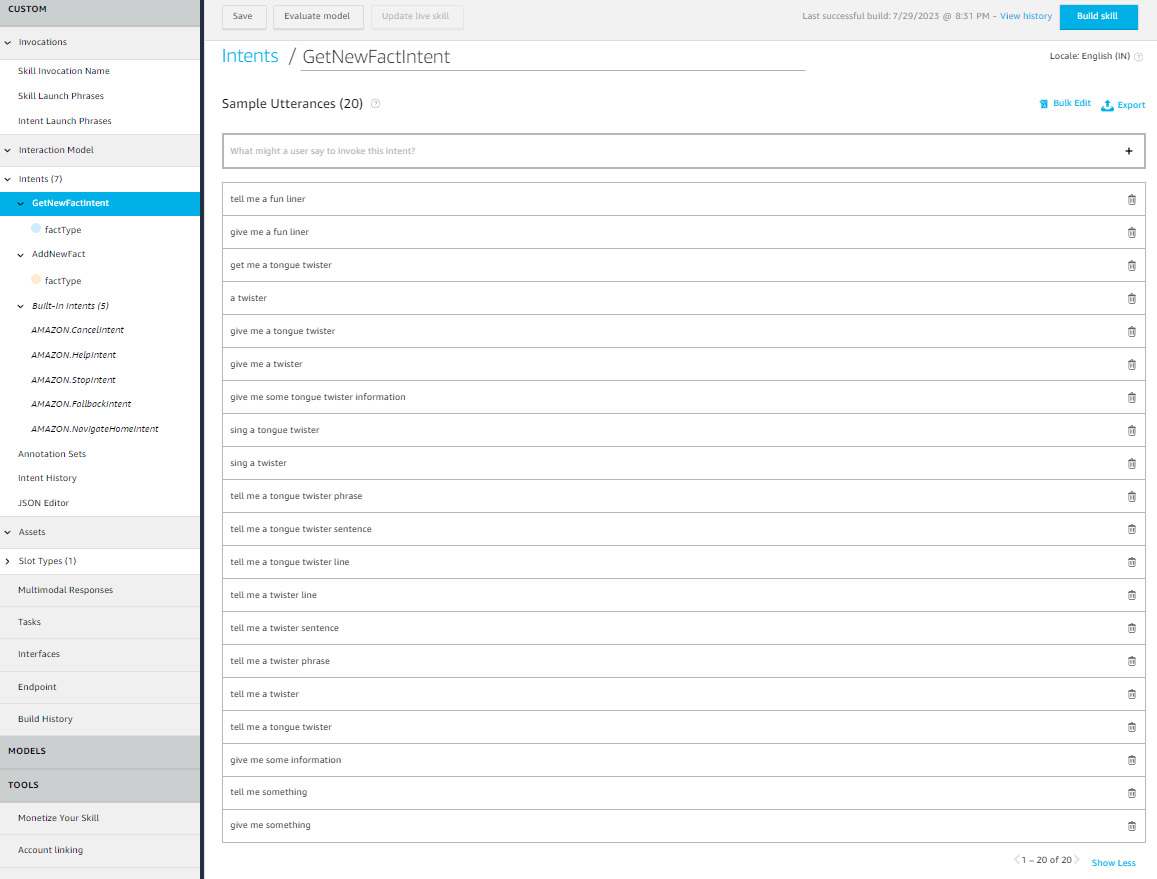 CUSTOM
Invocations
Skill Invocation Name
Skill Launch Phrases
Intent Launch Phrases
Interaction Model
Intents (7)
GetNewFactIntent
factType
AddNewFact
factType
Built-In Intents (5)
AMAZON.CancelIntent
AMAZON.HelpIntent
AMAZON.StopIntent
AMAZON.FallbackIntent
AMAZON.NavigateHomeIntent
Annotation Sets
Intent History
JSON Editor
Assets
Slot Types (1)
Multimodal Responses
Tasks
Interfaces
Endpoint
Build History
MODELS
TOOLS
Monetize Your Skill
Account linking
Save Evaluate model Update live skill Last successful build: 7/29/2023 @ 8:31 PM - View history Build skill
Intents / GetNewFactIntent Locale: English (IN) ?
Sample Utterances (20) ? Bulk Edit Export
What might a user say to invoke this intent? +
tell me a fun liner
give me a fun liner
get me a tongue twister
a twister
give me a tongue twister
give me a twister
give me some tongue twister information
sing a tongue twister
sing a twister
tell me a tongue twister phrase
tell me a tongue twister sentence
tell me a tongue twister line
tell me a twister line
tell me a twister sentence
tell me a twister phrase
tell me a twister
tell me a tongue twister
give me some information
tell me something
give me something
1 – 20 of 20 Show Less